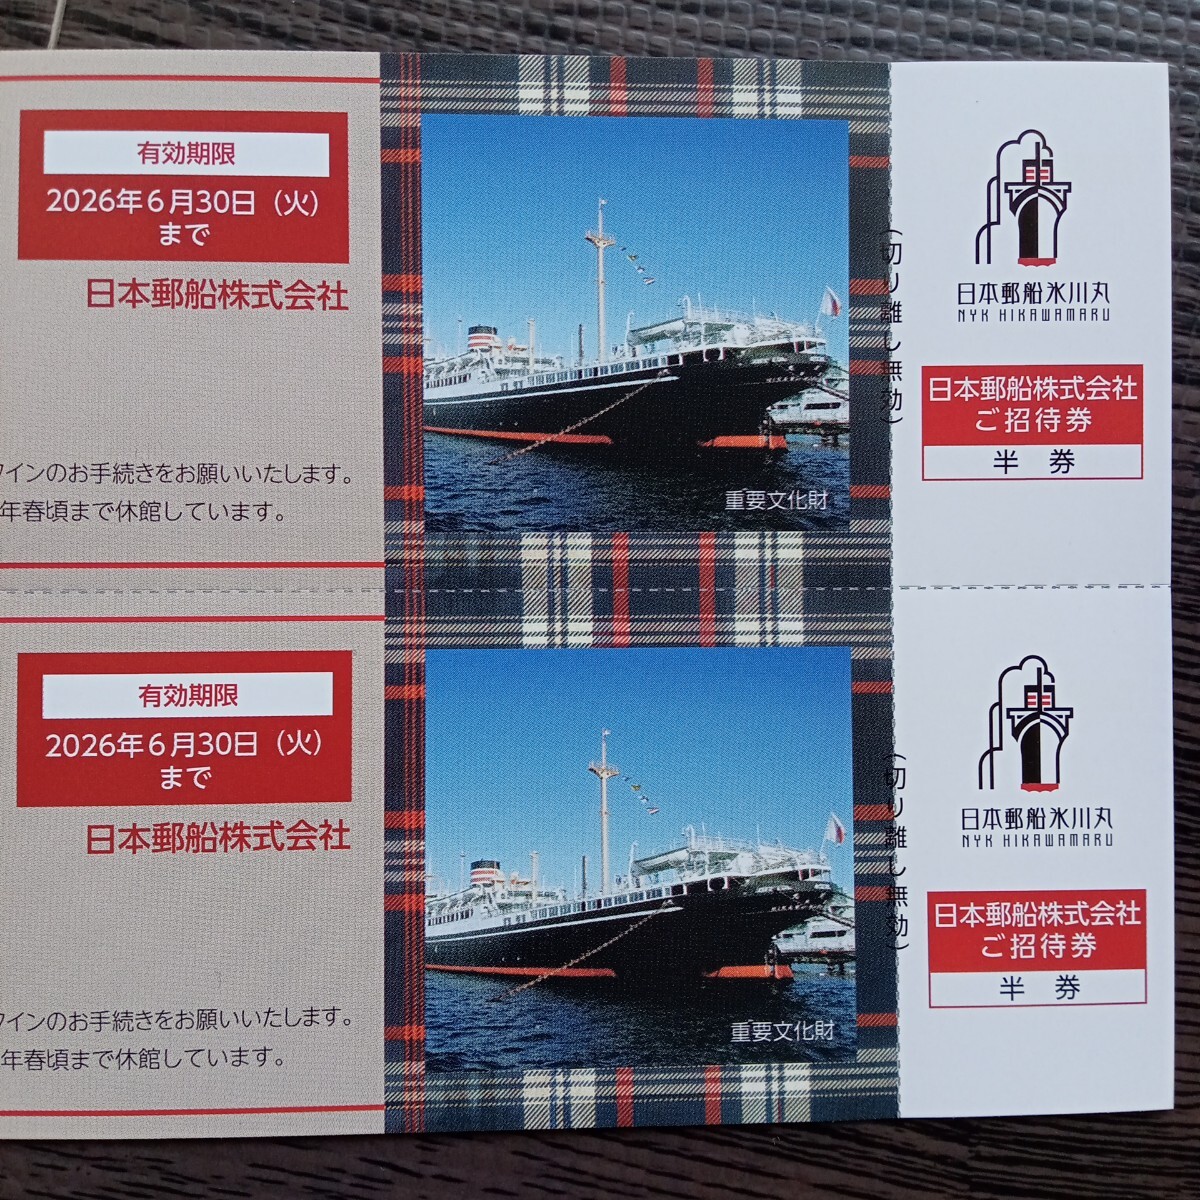 有効期限
2026年6月30日（火）
まで
日本郵船株式会社
インのお手続きをお願いいたします。
年春頃まで休館しています。
重要文化財
（切り離し無効）
日本郵船氷川丸
NYK HIKAWAMARU
日本郵船株式会社
ご招待券
半 券
有効期限
2026年6月30日（火）
まで
日本郵船株式会社
インのお手続きをお願いいたします。
年春頃まで休館しています。
重要文化財
（切り離し無効）
日本郵船氷川丸
NYK HIKAWAMARU
日本郵船株式会社
ご招待券
半 券